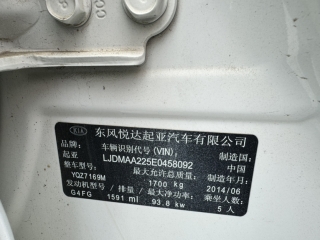 CONN
CONN
KIA 东风悦达起亚汽车有限公司
品牌: 车辆识别代号(VIN): 制造国:
起亚 LJDMAA225E0458092 中国
整车型号: 最大允许总质量: 制造年月:
YQZ7169M 1700 kg 2014/06
发动机型号/排量/最大净功率: 乘坐人数:
G4FG 1591 ml 93.8 kw 5 人